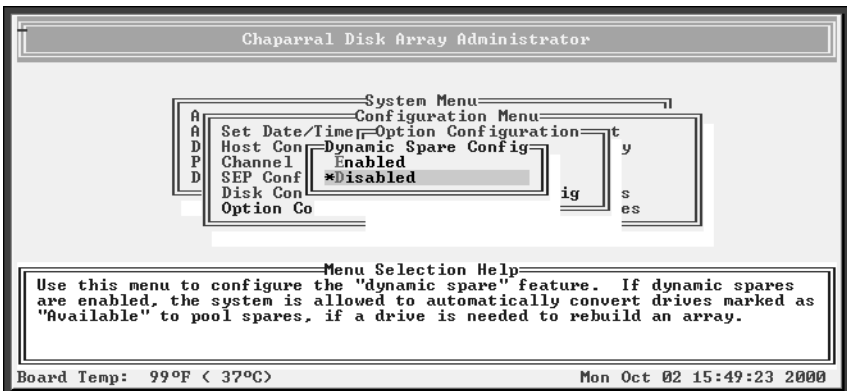 Chaparral Disk Array Administrator
System Menu
A Configuration Menu
A Set Date/Time Option Configuration t
D Host Con Dynamic Spare Config y
P Channel Enabled
D SEP Conf *Disabled
Disk Con ig s
Option Co es
Menu Selection Help
Use this menu to configure the "dynamic spare" feature. If dynamic spares
are enabled, the system is allowed to automatically convert drives marked as
"Available" to pool spares, if a drive is needed to rebuild an array.
Board Temp: 99ºF ( 37ºC) Mon Oct 02 15:49:23 2000